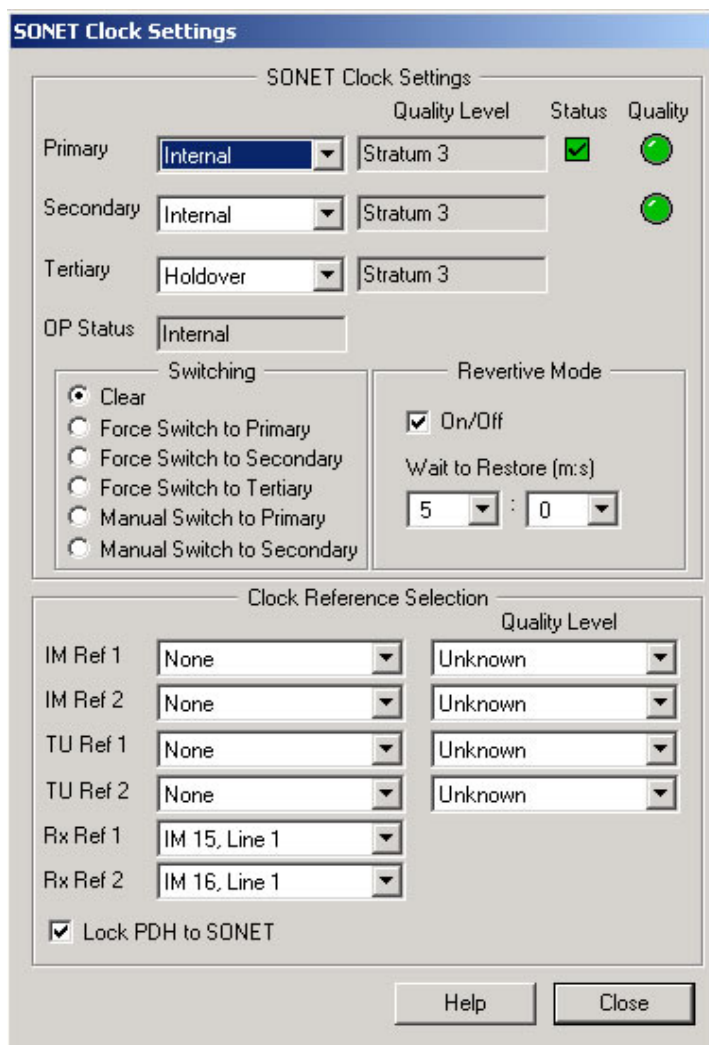 SONET Clock Settings
SONET Clock Settings
Quality Level Status Quality
Primary Internal Stratum 3
Secondary Internal Stratum 3
Tertiary Holdover Stratum 3
OP Status Internal
Switching
Clear
Force Switch to Primary
Force Switch to Secondary
Force Switch to Tertiary
Manual Switch to Primary
Manual Switch to Secondary
Revertive Mode
On/Off
Wait to Restore (m:s)
5 : 0
Clock Reference Selection
Quality Level
IM Ref 1 None Unknown
IM Ref 2 None Unknown
TU Ref 1 None Unknown
TU Ref 2 None Unknown
Rx Ref 1 IM 15, Line 1
Rx Ref 2 IM 16, Line 1
Lock PDH to SONET
Help Close